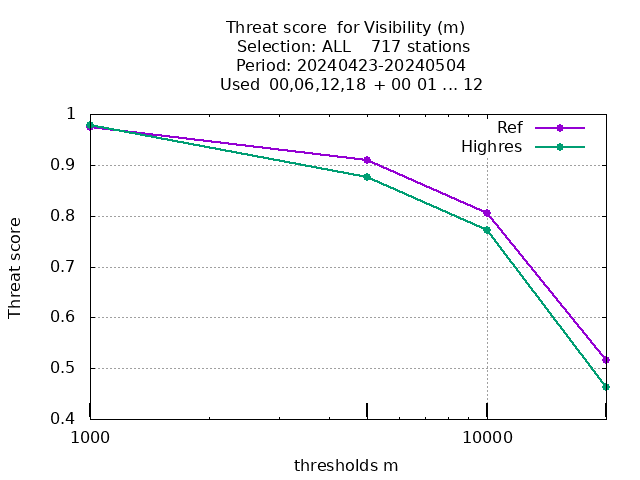 Threat score  for Visibility (m)
Selection: ALL    717 stations
Period: 20240423-20240504
Used  00,06,12,18  + 00 01 ... 12
Ref
Highres
1
0.9
0.8
0.7
0.6
0.5
0.4
Threat score
1000
10000
thresholds m